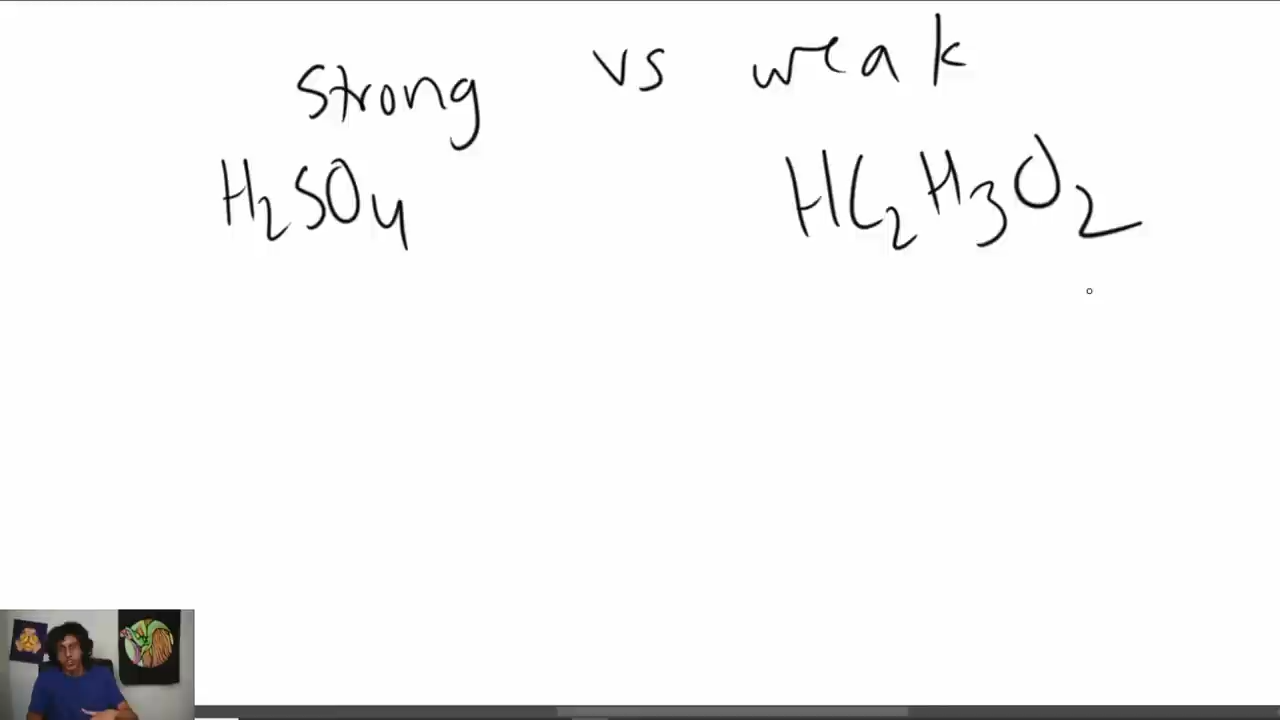 strong vs weak
H₂SO₄ HC₂H₃O₂